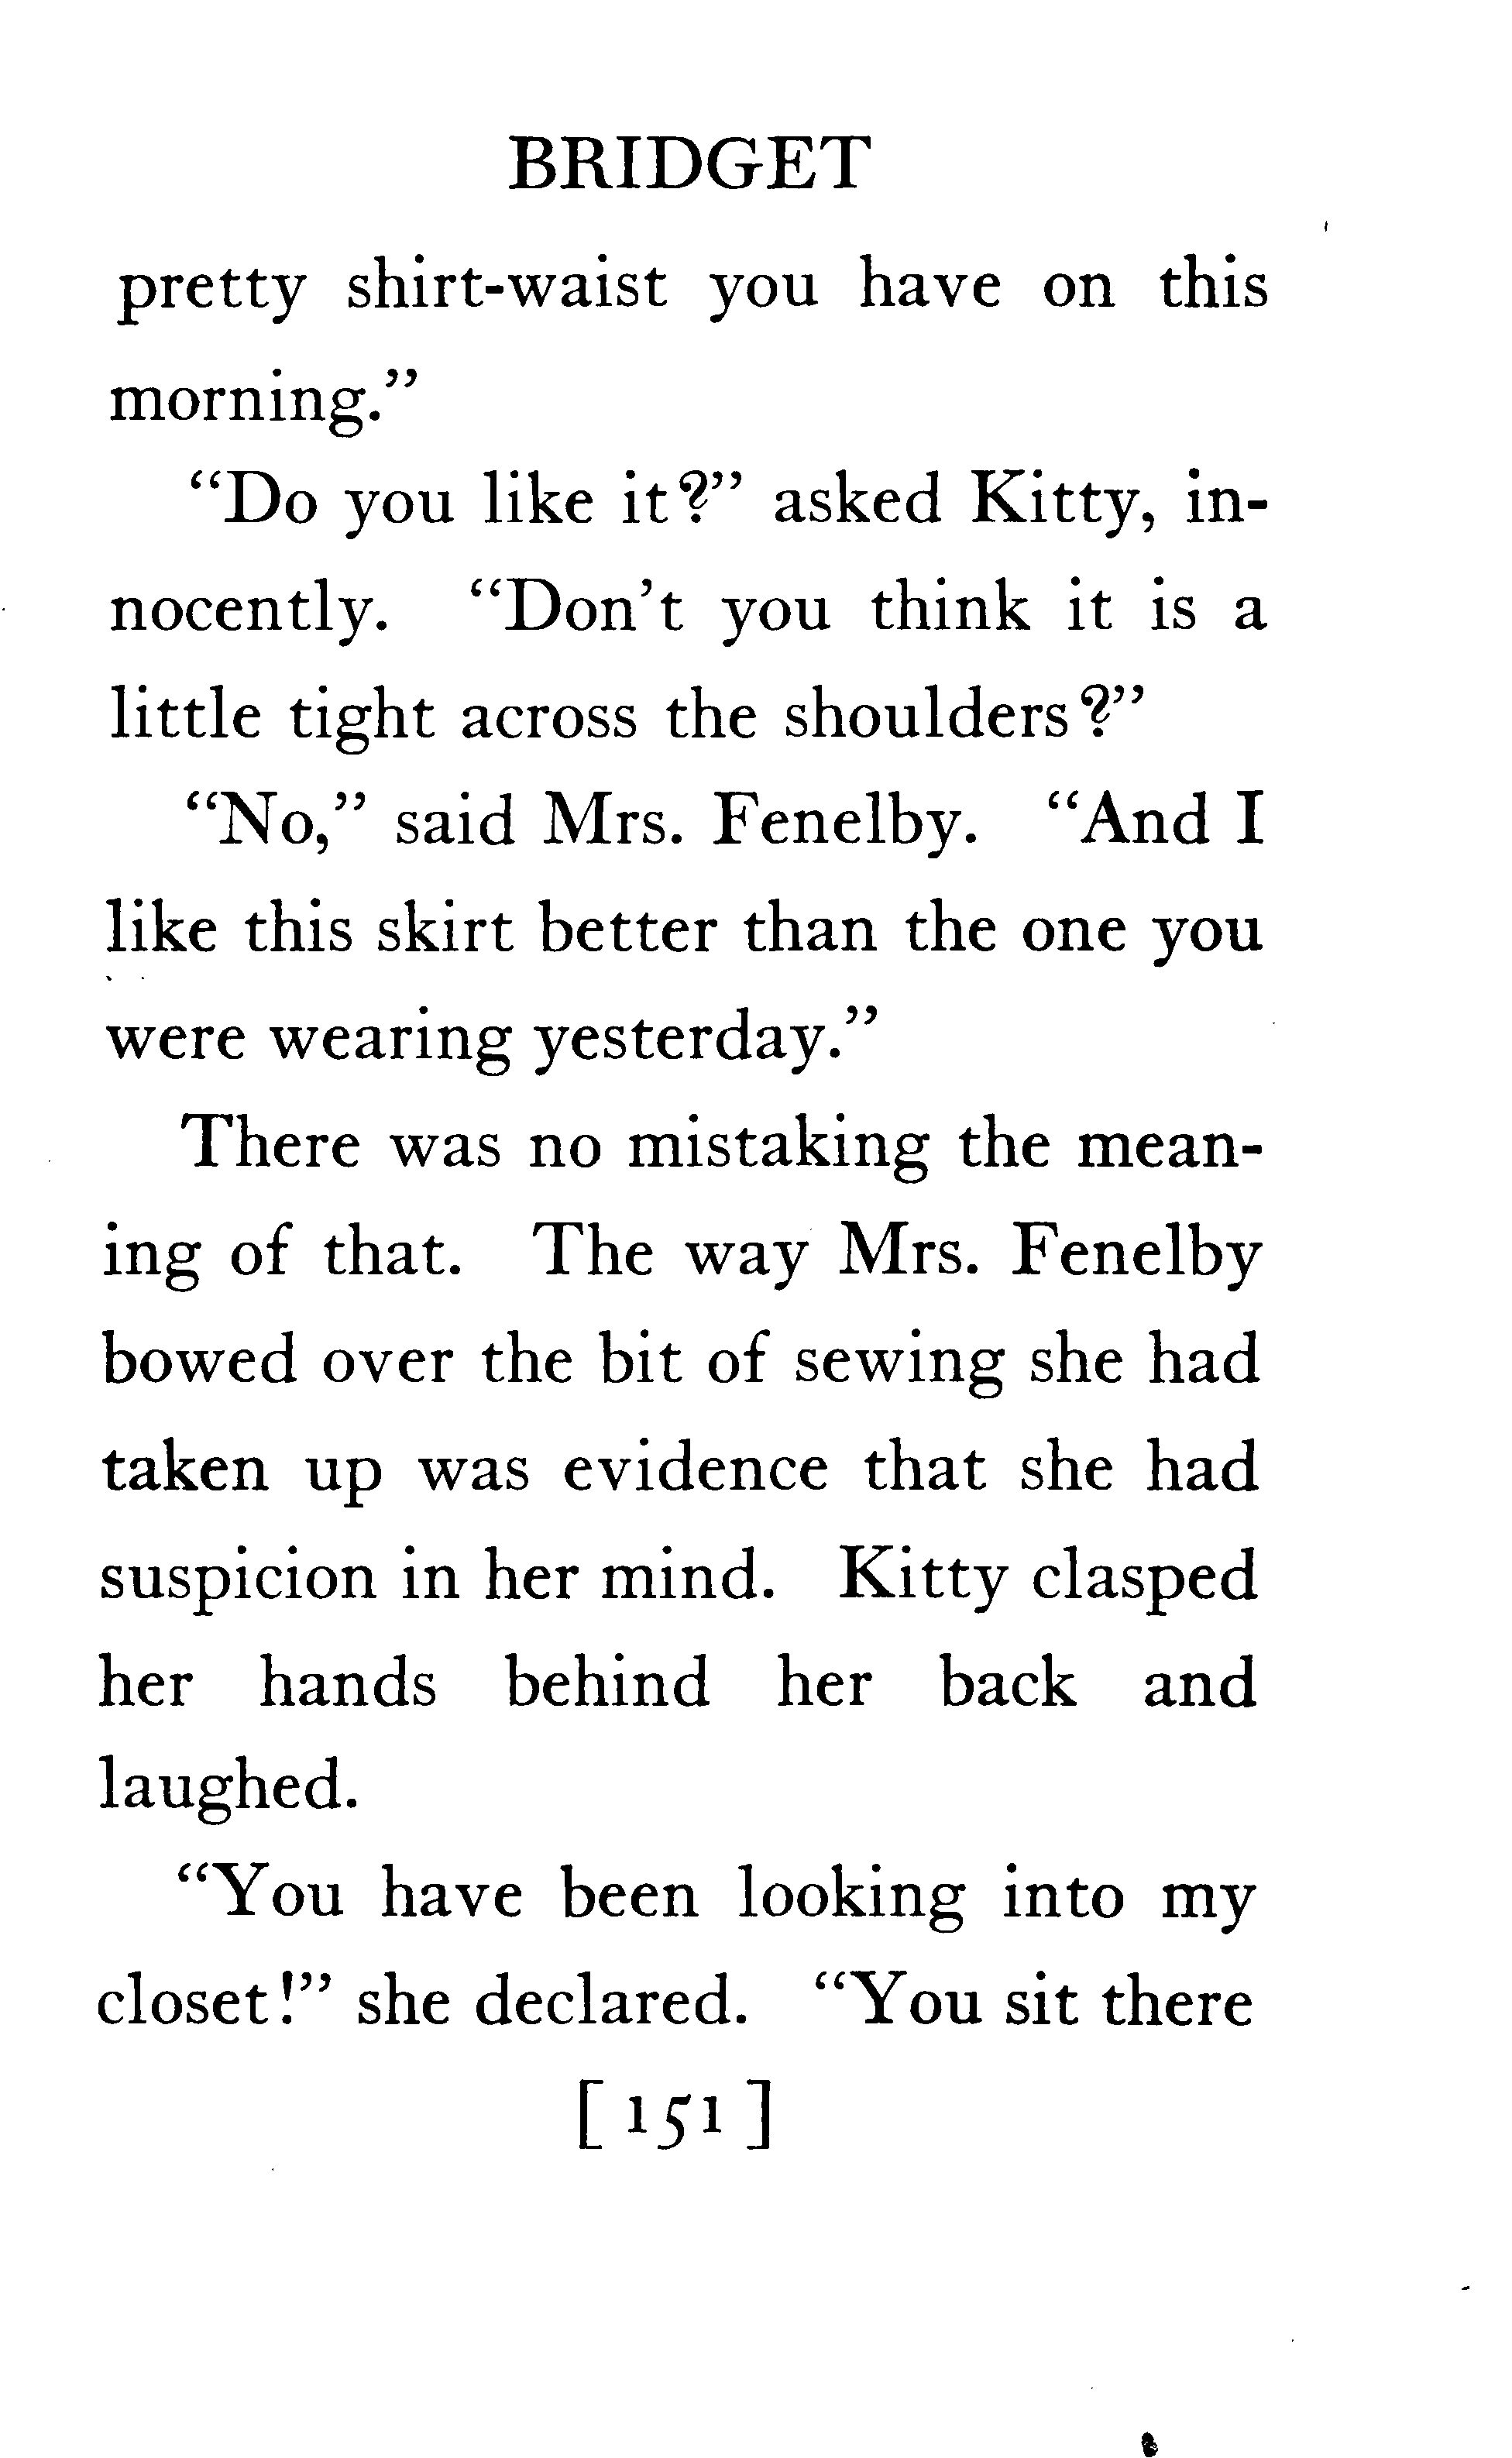 BRIDGET
pretty shirt-waist you have on this
morning.”
“Do you like it?” asked Kitty, in-
nocently. “Don't you think it is a
little tight across the shoulders?”
“No,” said Mrs. Fenelby. “And I
like this skirt better than the one you
were wearing yesterday.”
There was no mistaking the mean-
ing of that. The way Mrs. Fenelby
bowed over the bit of sewing she had
taken up was evidence that she had
suspicion in her mind. Kitty clasped
her hands behind her back and
laughed.
“You have been looking into my
closet!” she declared. “You sit there
[ 151 ]